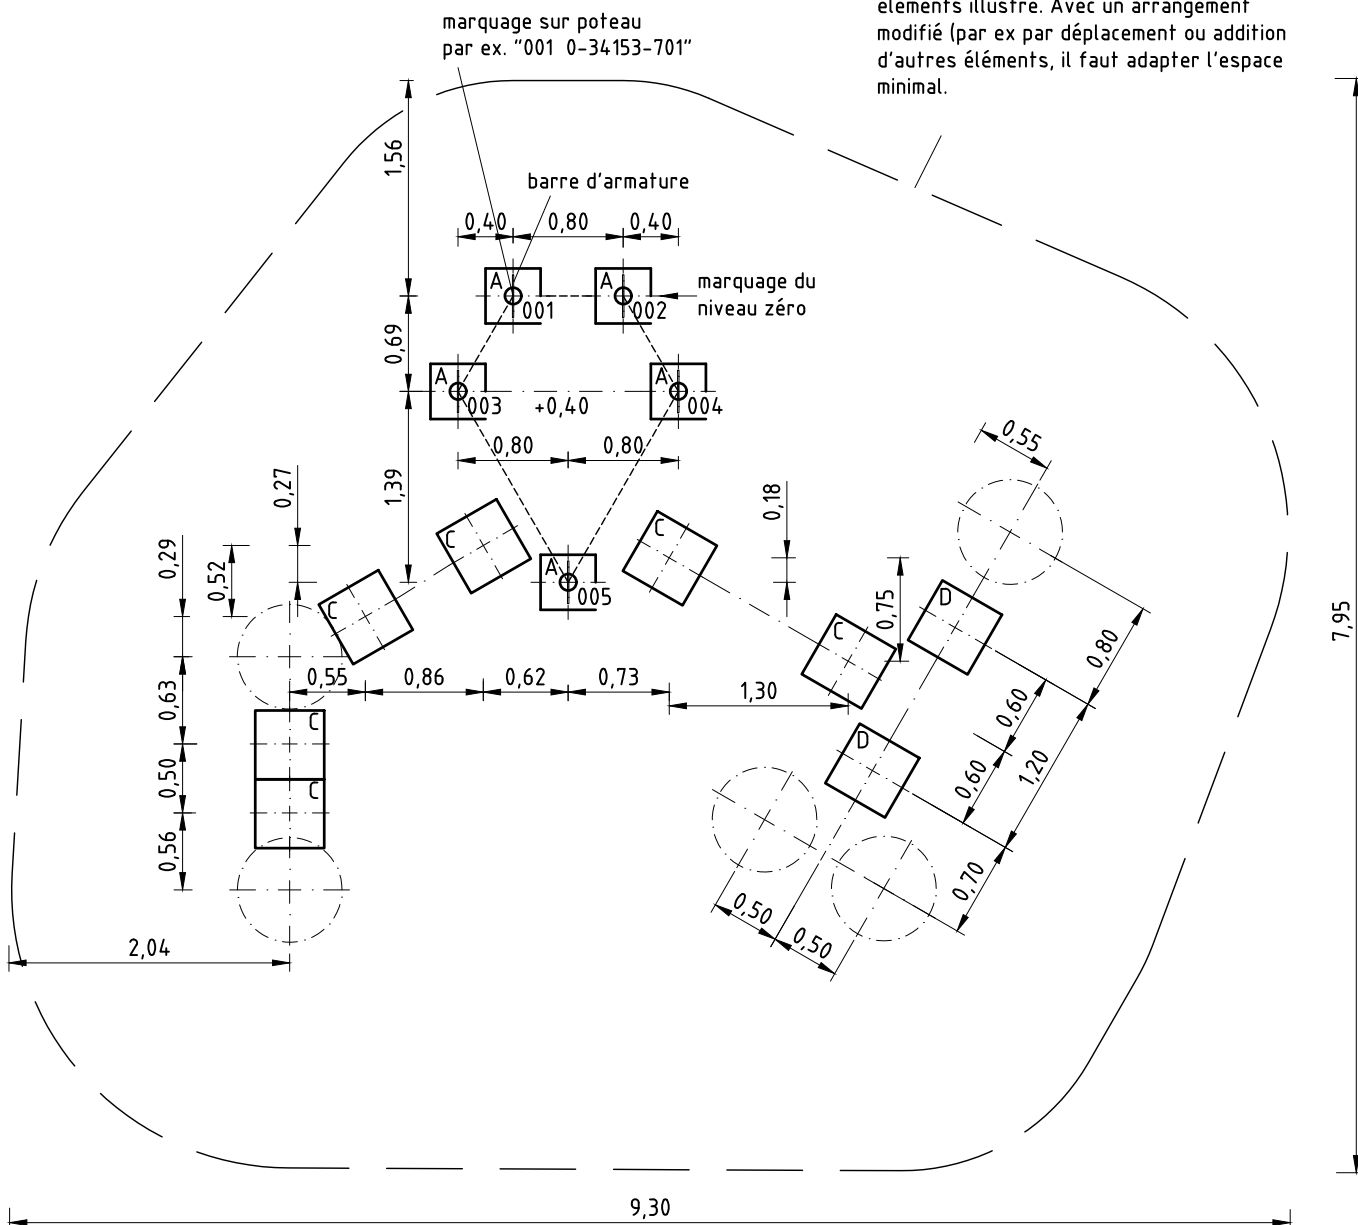 éléments illustré. Avec un arrangement
modifié (par ex par déplacement ou addition
d'autres éléments, il faut adapter l'espace
minimal.
marquage sur poteau
par ex. "001 0-34153-701"
1,56
barre d'armature
0,40 0,80 0,40
A A
marquage du
niveau zéro
001 002
0,69
A A
003 +0,40 004
0,80 0,80
0,55
1,39
0,27
0,18
C C
0,29
0,52
A
005
C
0,75
D
C
7,95
0,80
0,55 0,86 0,62 0,73
1,30
0,63
0,60
C
D
1,20
0,50
C
0,60
0,56
0,70
0,50
0,50
2,04
9,30